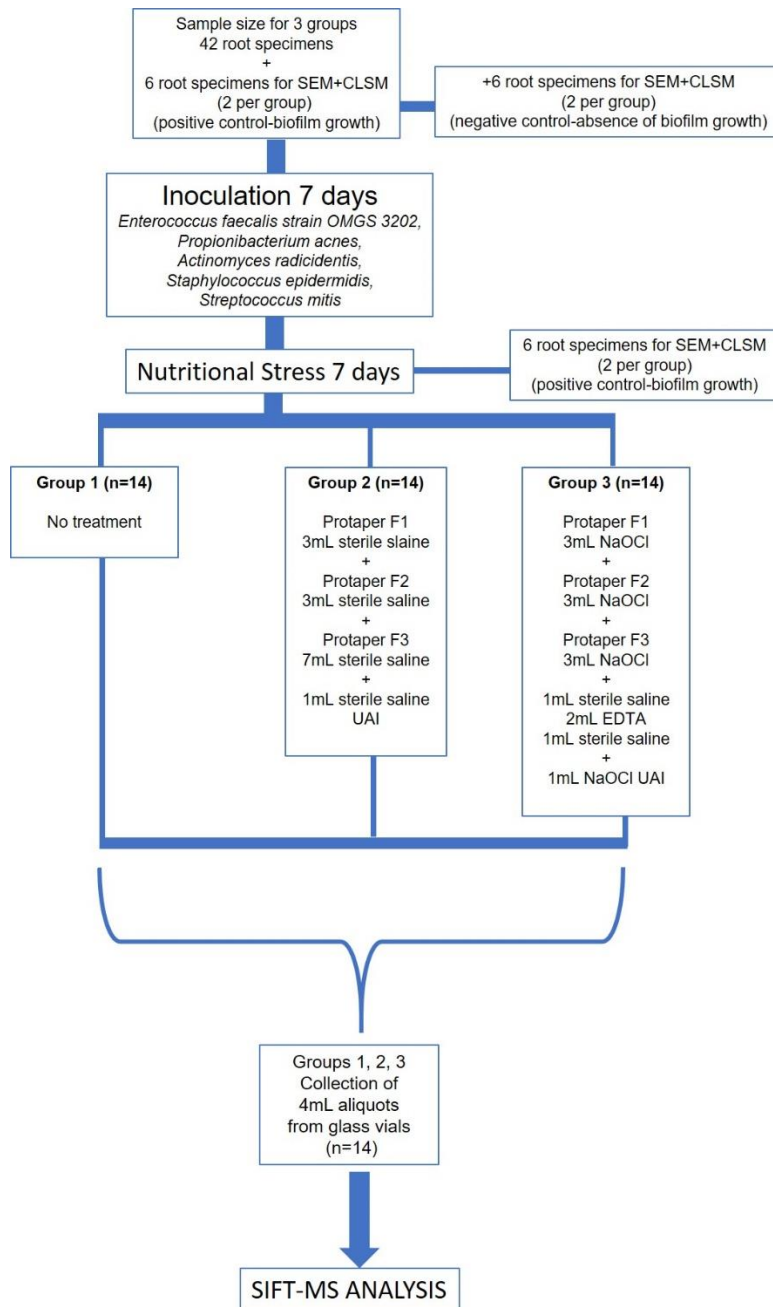 Sample size for 3 groups
42 root specimens
+
6 root specimens for SEM+CLSM
(2 per group)
(positive control-biofilm growth)
+6 root specimens for SEM+CLSM
(2 per group)
(negative control-absence of biofilm growth)
Inoculation 7 days
Enterococcus faecalis strain OMGS 3202,
Propionibacterium acnes,
Actinomyces radicidentis,
Staphylococcus epidermidis,
Streptococcus mitis
Nutritional Stress 7 days
6 root specimens for SEM+CLSM
(2 per group)
(positive control-biofilm growth)
Group 1 (n=14)
No treatment
Group 2 (n=14)
Protaper F1
3mL sterile slaine
+
Protaper F2
3mL sterile saline
+
Protaper F3
7mL sterile saline
+
1mL sterile saline
UAI
Group 3 (n=14)
Protaper F1
3mL NaOCl
+
Protaper F2
3mL NaOCl
+
Protaper F3
3mL NaOCl
+
1mL sterile saline
2mL EDTA
1mL sterile saline
+
1mL NaOCl UAI
Groups 1, 2, 3
Collection of
4mL aliquots
from glass vials
(n=14)
SIFT-MS ANALYSIS